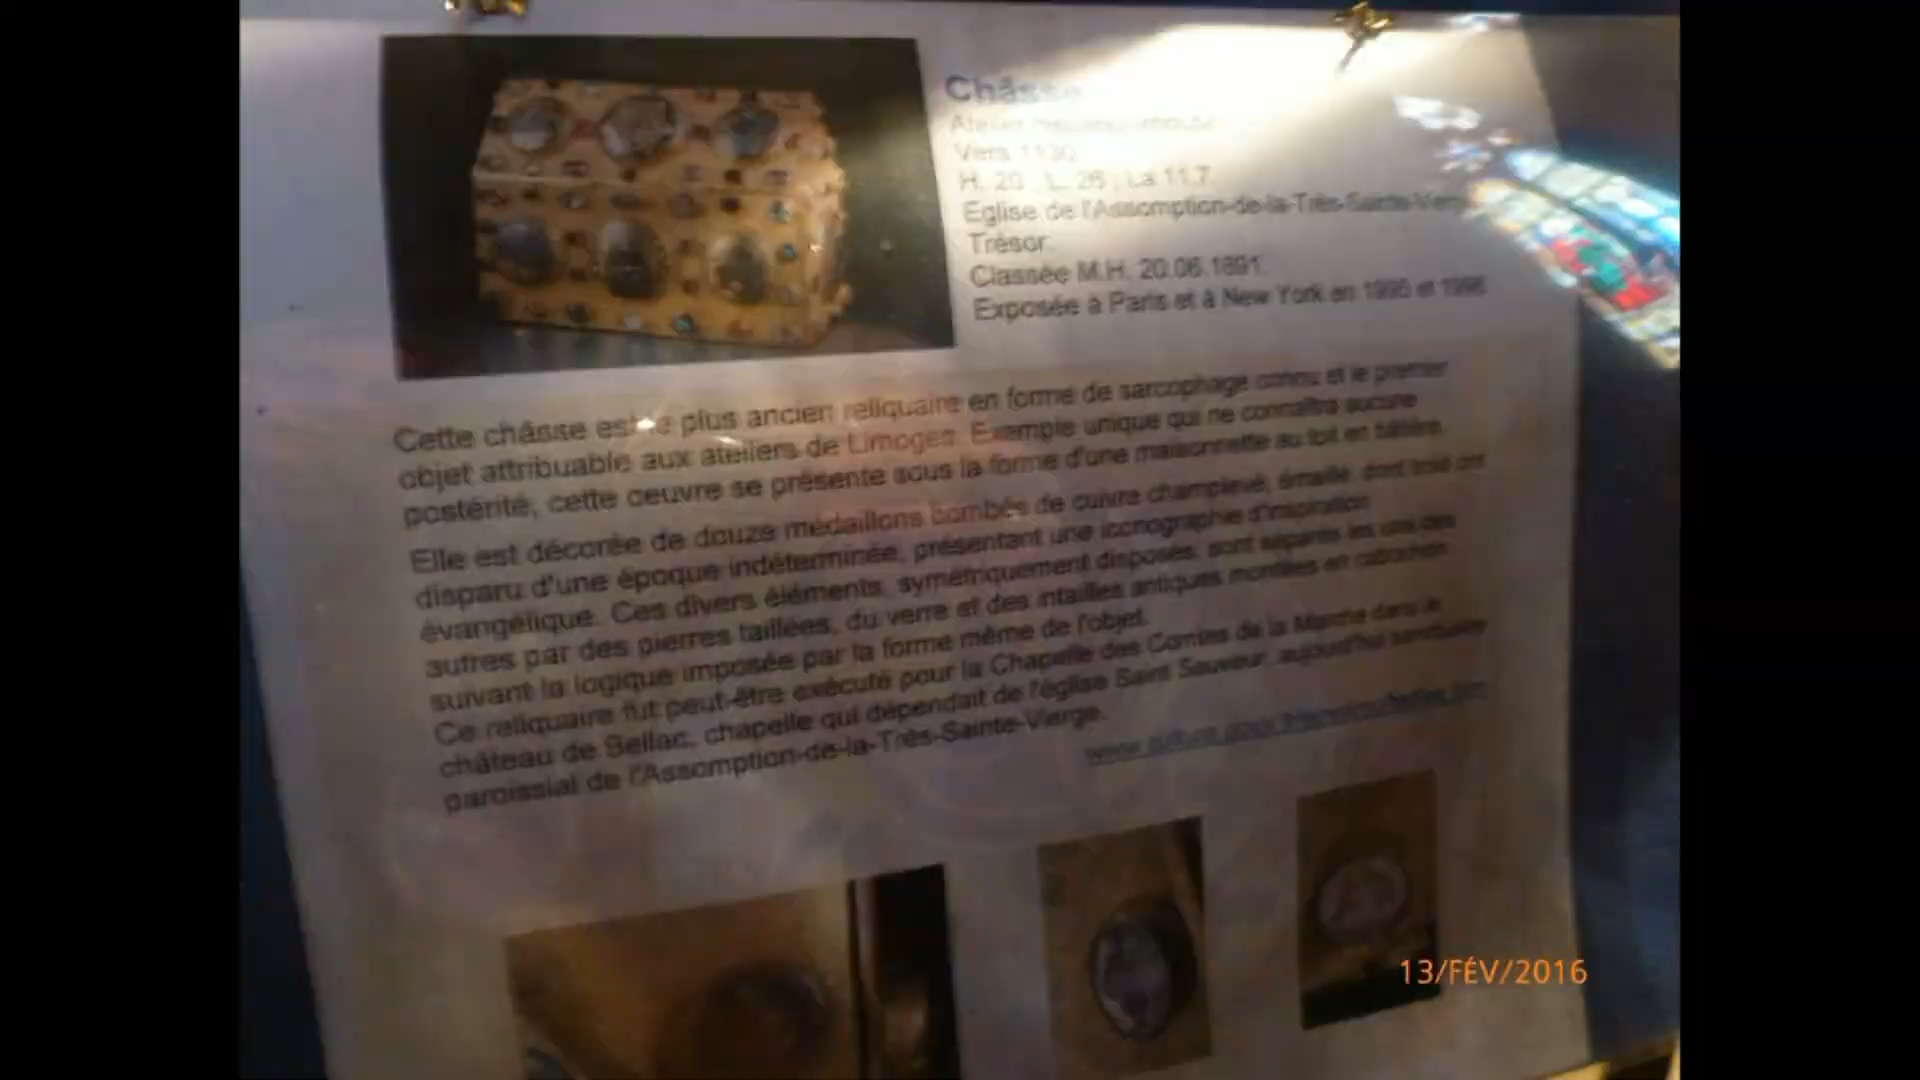 Châsse
Atelier
Vers 1130
H. 20 ; L. 26 ; La 11,7
Eglise de l'Assomption-de-la-Très-Sainte-Vierge
Trésor.
Classée M.H. 20.06.1891.
Exposée à Paris et à New York en 1995 et 1996
Cette châsse est le plus ancien reliquaire en forme de sarcophage connu et le premier
objet attribuable aux ateliers de Limoges. Exemple unique qui ne connaîtra aucune
postérité, cette oeuvre se présente sous la forme d'une maisonnette au toit en bâtière.
Elle est décorée de douze médaillons bombés de cuivre champlevé, émaillé, dont trois ont
disparu d'une époque indéterminée, présentant une iconographie d'inspiration
évangélique. Ces divers éléments, symétriquement disposés, sont séparés les uns des
autres par des pierres taillées, du verre et des intailles antiques montées en cabochon
suivant la logique imposée par la forme même de l'objet.
Ce reliquaire fut peut-être exécuté pour la Chapelle des Comtes de la Marche dans le
château de Bellac, chapelle qui dépendait de l'église Saint Sauveur, aujourd'hui sanctuaire
paroissial de l'Assomption-de-la-Très-Sainte-Vierge.
13/FÉV/2016